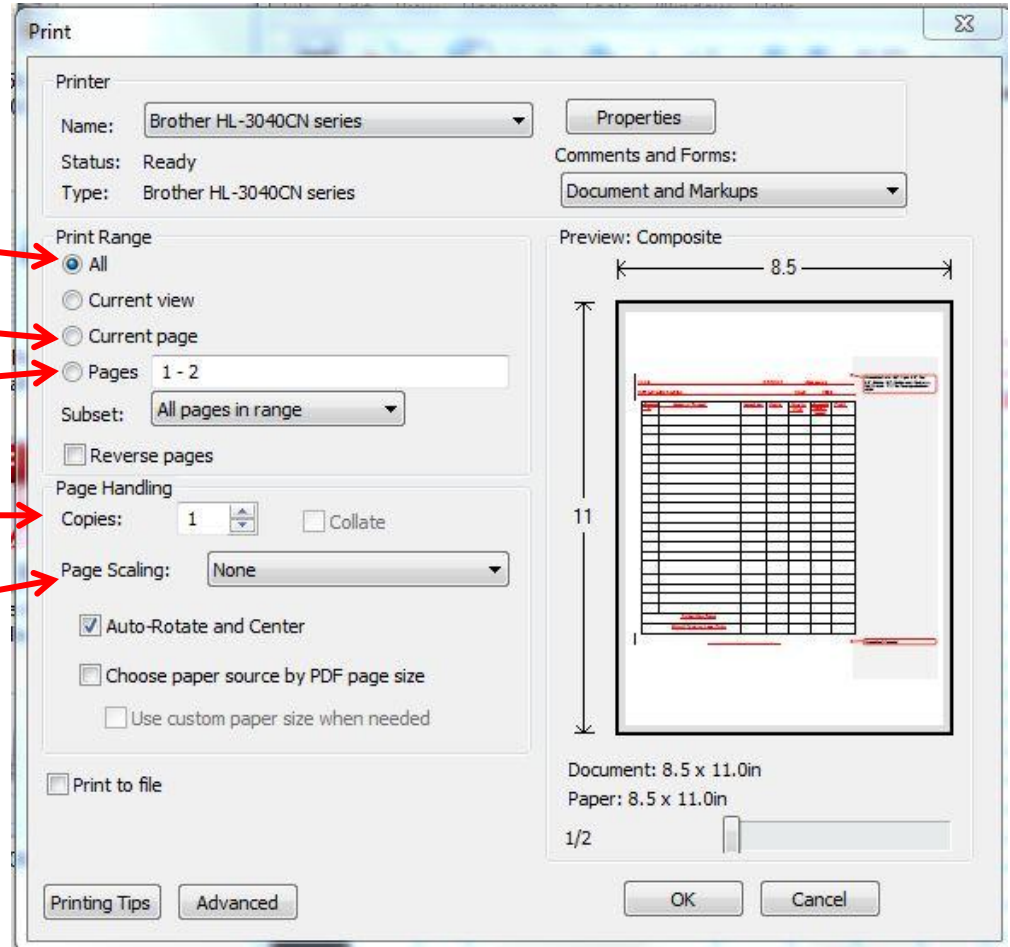 Print
Printer
Name: Brother HL-3040CN series Properties
Status: Ready Comments and Forms:
Type: Brother HL-3040CN series Document and Markups
Print Range Preview: Composite
All 8.5
Current view
Current page
Pages 1 - 2
Subset: All pages in range
Reverse pages
Page Handling
Copies: 1 Collate 11
Page Scaling: None
Auto-Rotate and Center
Choose paper source by PDF page size
Use custom paper size when needed
Print to file
Document: 8.5 x 11.0in
Paper: 8.5 x 11.0in
1/2
Printing Tips Advanced OK Cancel